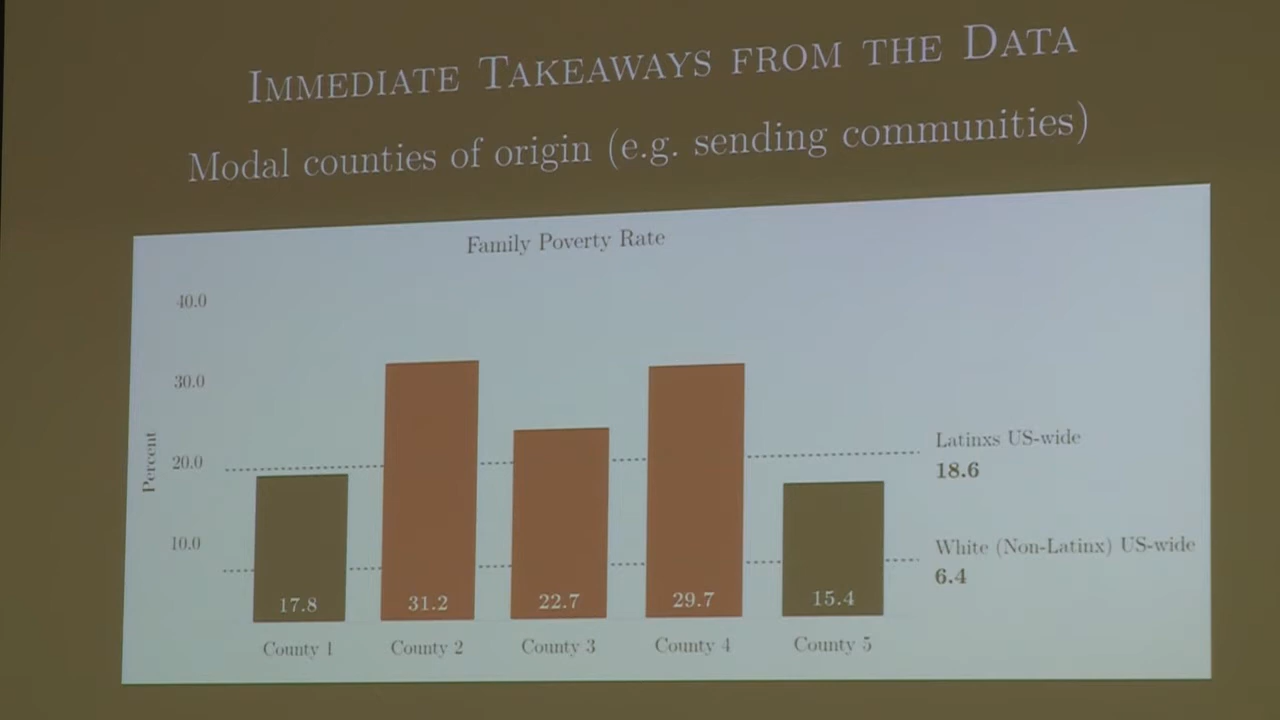 IMMEDIATE TAKEAWAYS FROM THE DATA
Modal counties of origin (e.g. sending communities)
Family Poverty Rate
40.0
30.0
20.0
10.0
Percent
Latinxs US-wide
18.6
White (Non-Latinx) US-wide
6.4
17.8 31.2 22.7 29.7 15.4
County 1 County 2 County 3 County 4 County 5